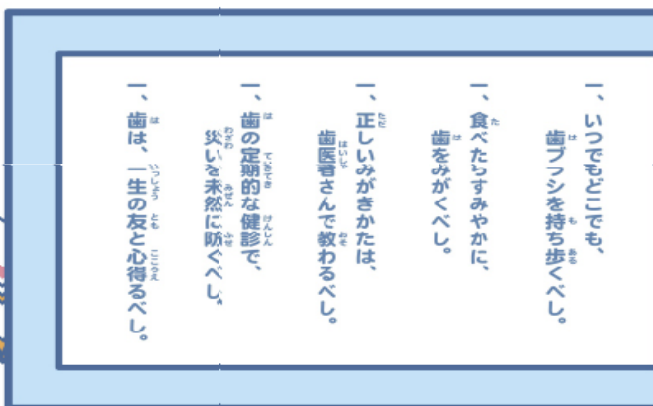 一、いつでもどこでも、
歯ブラシを持ち歩くべし。
一、食べたらすみやかに、
歯をみがくべし。
一、正しいみがきかたは、
歯医者さんで教わるべし。
一、歯の定期的な健診で、
災いを未然に防ぐべし。
一、歯は、一生の友と心得るべし。